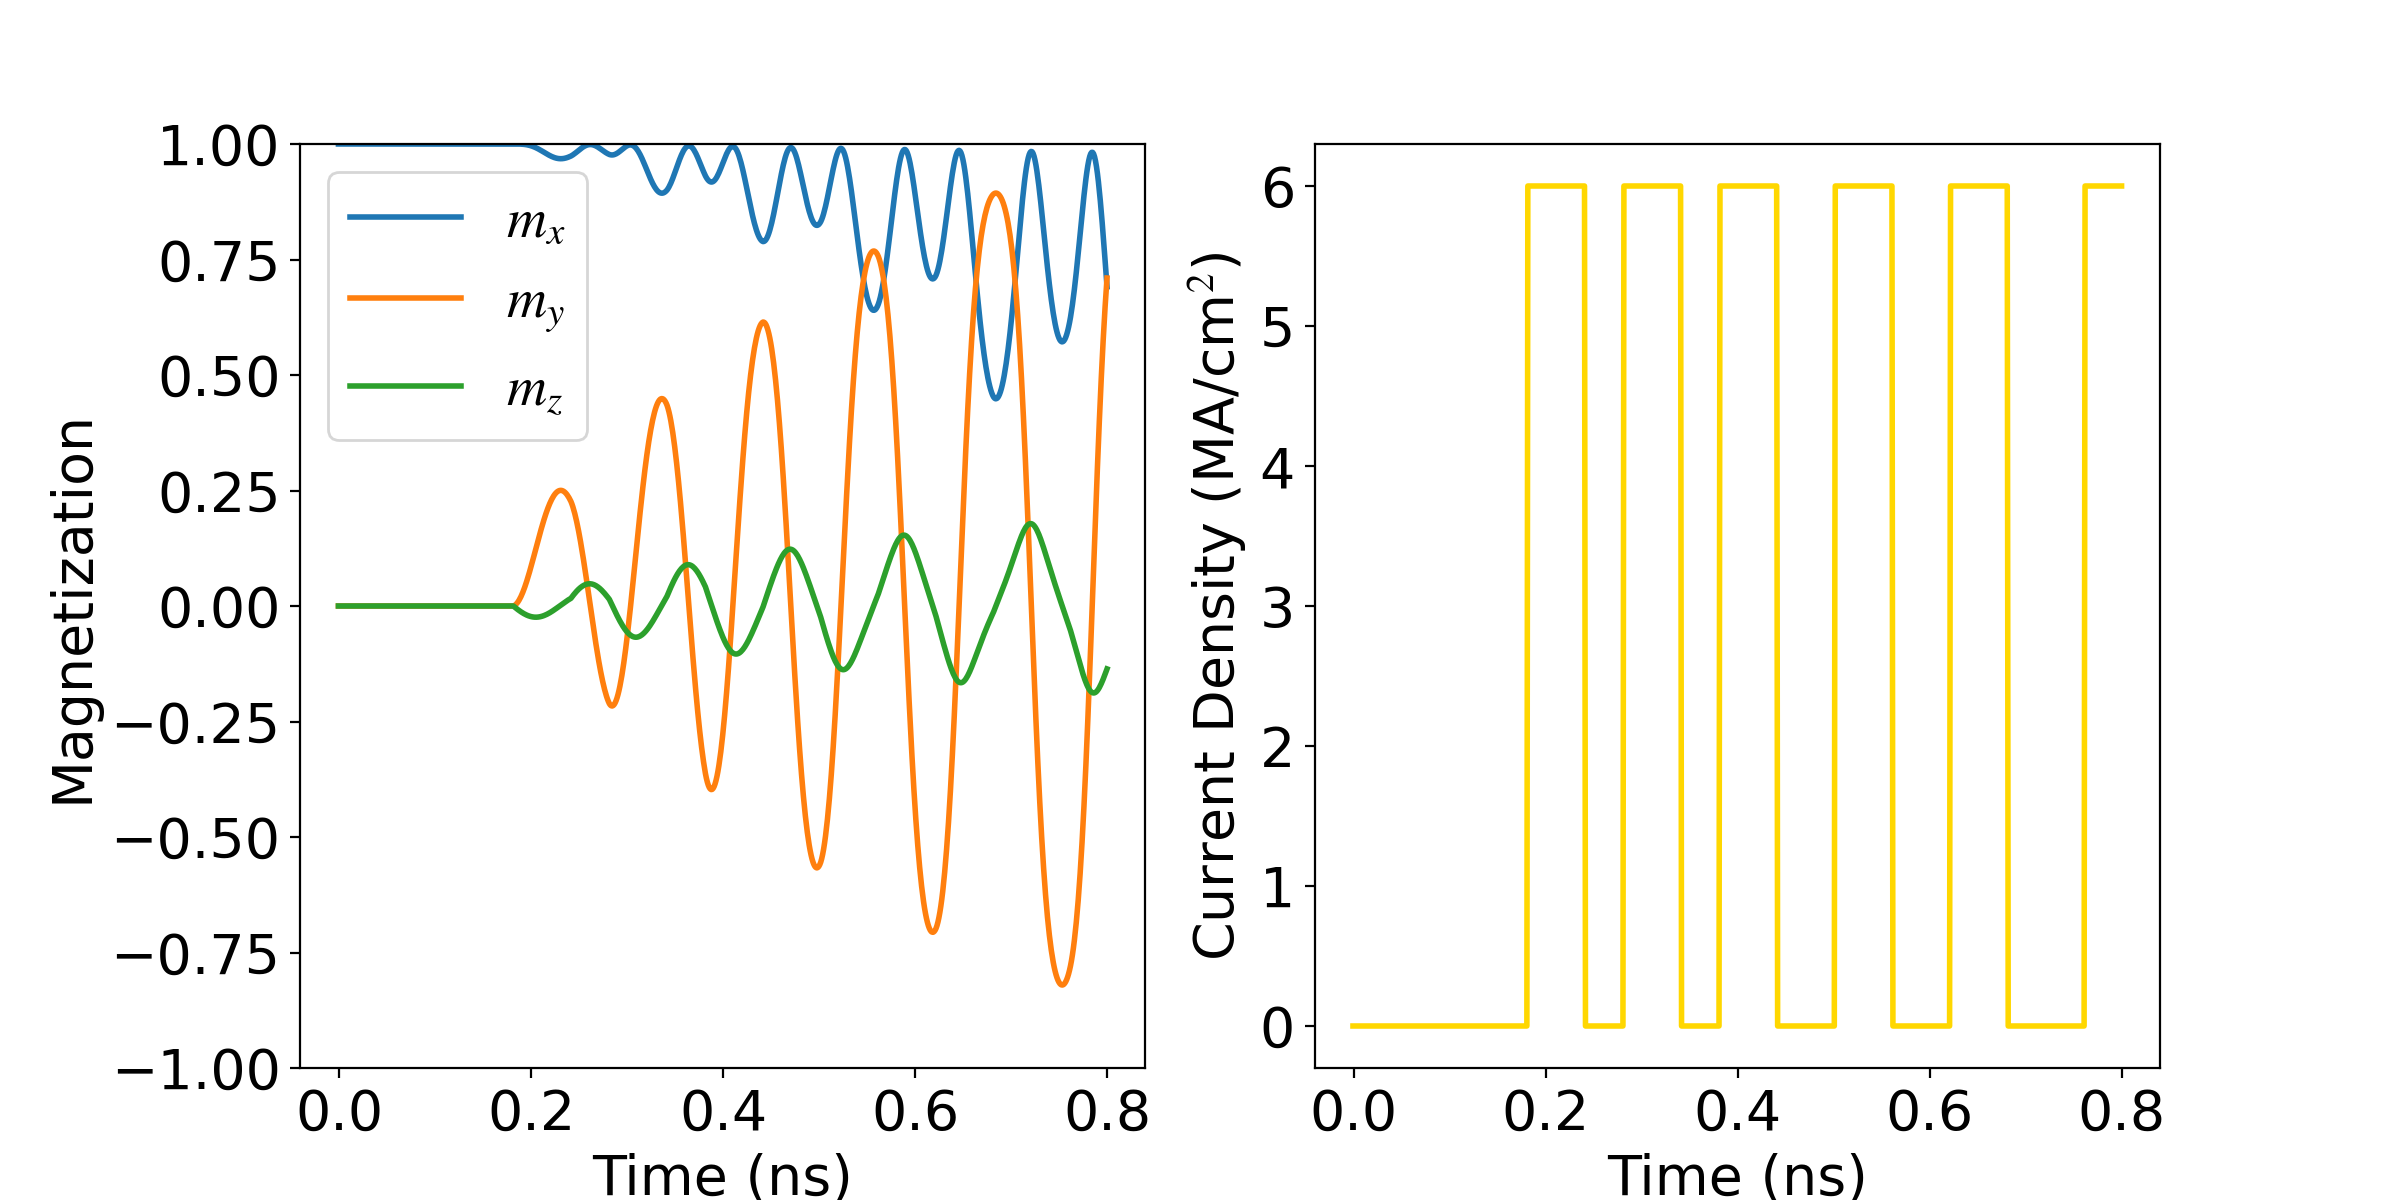 1.00
0.75
0.50
0.25
0.00
−0.25
−0.50
−0.75
−1.00
Magnetization
m_x
m_y
m_z
0.0 0.2 0.4 0.6 0.8
Time (ns)
6
5
4
3
2
1
0
Current Density (MA/cm²)
0.0 0.2 0.4 0.6 0.8
Time (ns)